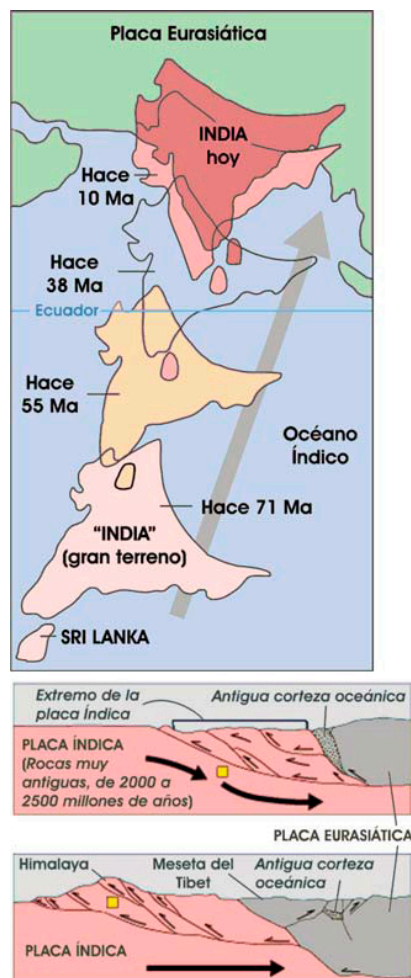 Placa Eurasiática
INDIA
hoy
Hace
10 Ma
Hace
38 Ma
Ecuador
Hace
55 Ma
Océano
Índico
Hace 71 Ma
“INDIA”
(gran terreno)
SRI LANKA
Extremo de la
placa Índica
Antigua corteza oceánica
PLACA ÍNDICA
(Rocas muy
antiguas, de 2000 a
2500 millones de años)
PLACA EURASIÁTICA
Himalaya
Meseta del
Tibet
Antigua corteza
oceánica
PLACA ÍNDICA